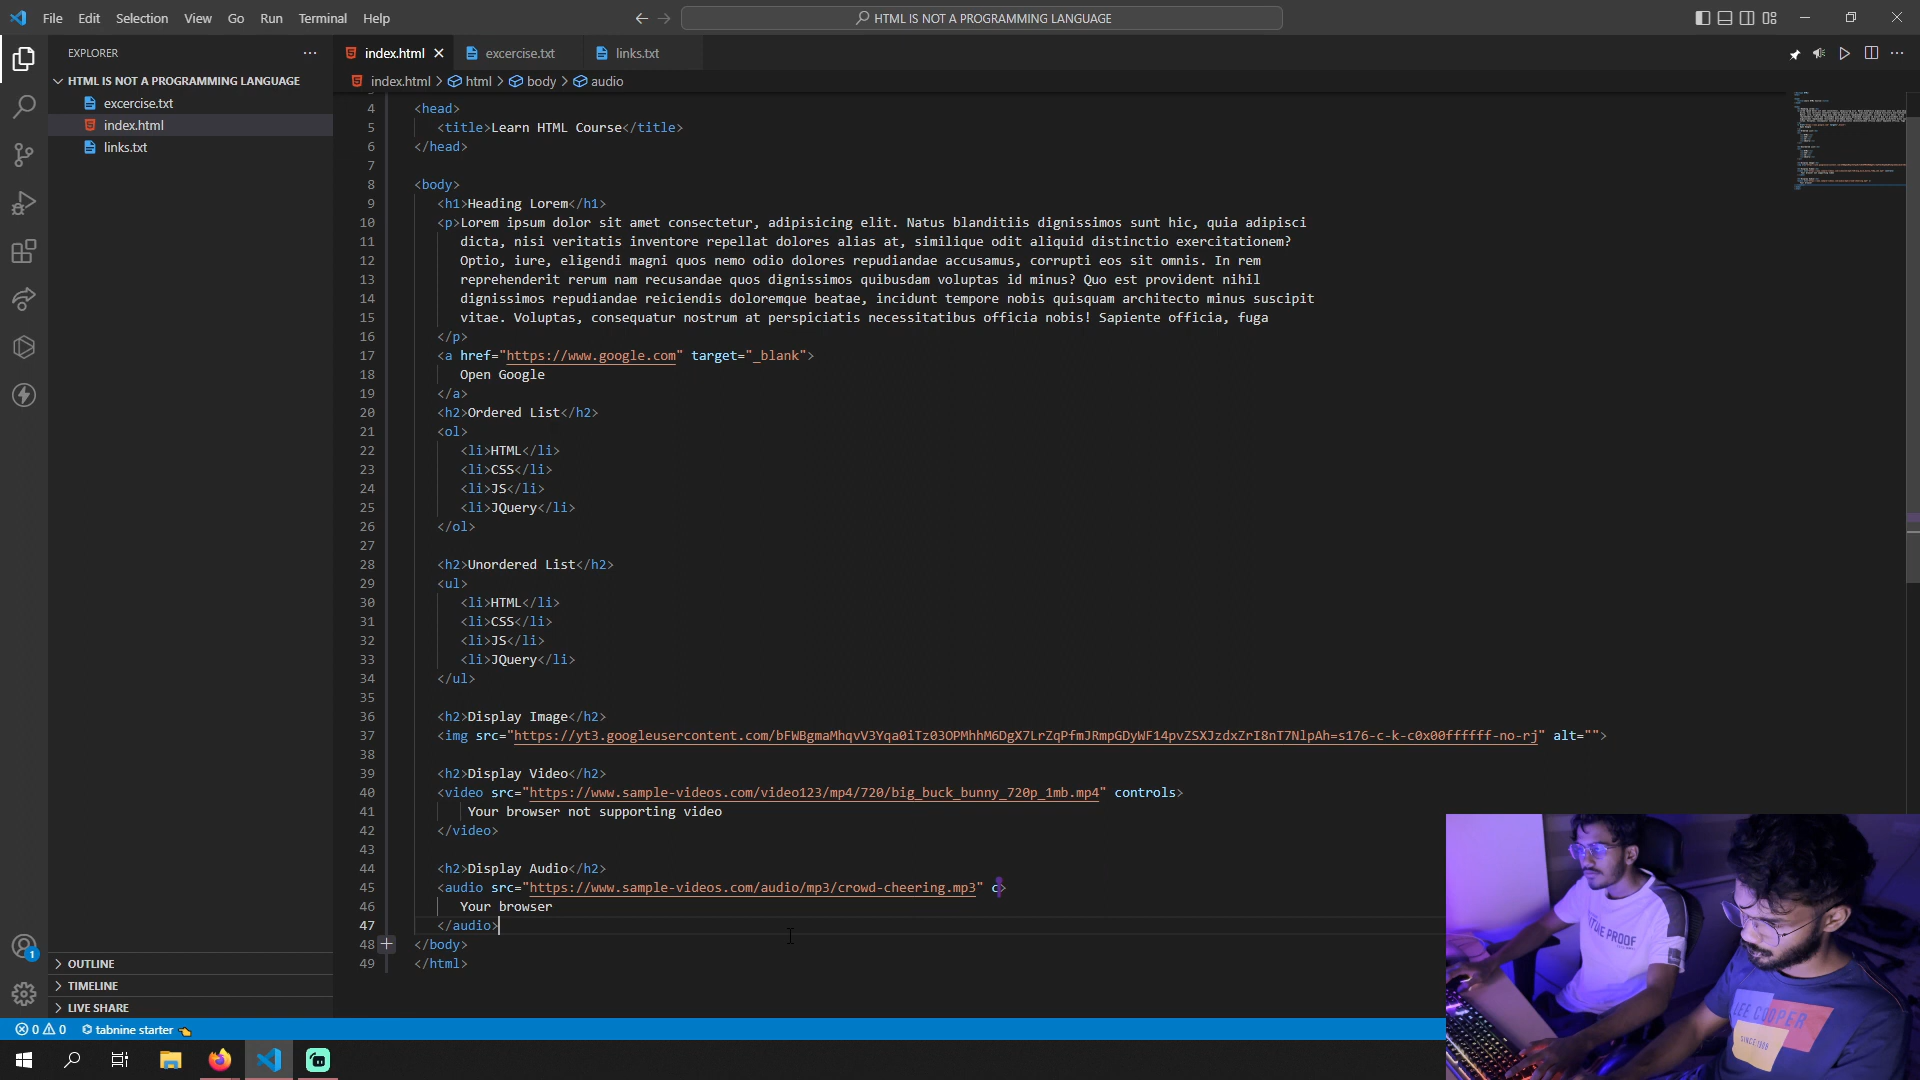 File Edit Selection View Go Run Terminal Help
HTML IS NOT A PROGRAMMING LANGUAGE
EXPLORER
HTML IS NOT A PROGRAMMING LANGUAGE
excercise.txt
index.html
links.txt
index.html excercise.txt links.txt
index.html > html > body > audio
4 <head>
5 <title>Learn HTML Course</title>
6 </head>
7
8 <body>
9 <h1>Heading Lorem</h1>
10 <p>Lorem ipsum dolor sit amet consectetur, adipisicing elit. Natus blanditiis dignissimos sunt hic, quia adipisci
11 dicta, nisi veritatis inventore repellat dolores alias at, similique odit aliquid distinctio exercitationem?
12 Optio, iure, eligendi magni quos nemo odio dolores repudiandae accusamus, corrupti eos sit omnis. In rem
13 reprehenderit rerum nam recusandae quos dignissimos quibusdam voluptas id minus? Quo est provident nihil
14 dignissimos repudiandae reiciendis doloremque beatae, incidunt tempore nobis quisquam architecto minus suscipit
15 vitae. Voluptas, consequatur nostrum at perspiciatis necessitatibus officia nobis! Sapiente officia, fuga
16 </p>
17 <a href="https://www.google.com" target="_blank">
18 Open Google
19 </a>
20 <h2>Ordered List</h2>
21 <ol>
22 <li>HTML</li>
23 <li>CSS</li>
24 <li>JS</li>
25 <li>JQuery</li>
26 </ol>
27
28 <h2>Unordered List</h2>
29 <ul>
30 <li>HTML</li>
31 <li>CSS</li>
32 <li>JS</li>
33 <li>JQuery</li>
34 </ul>
35
36 <h2>Display Image</h2>
37 <img src="https://yt3.googleusercontent.com/bFWBgmaMhqvV3Yqa0iTz03OPMhhM6DgX7LrZqPfmJRmpGDyWF14pvZSXJzdxZrI8nT7NlpAh=s176-c-k-c0x00ffffff-no-rj" alt="">
38
39 <h2>Display Video</h2>
40 <video src="https://www.sample-videos.com/video123/mp4/720/big_buck_bunny_720p_1mb.mp4" controls>
41 Your browser not supporting video
42 </video>
43
44 <h2>Display Audio</h2>
45 <audio src="https://www.sample-videos.com/audio/mp3/crowd-cheering.mp3" c>
46 Your browser
47 </audio>
48 </body>
49 </html>
OUTLINE
TIMELINE
LIVE SHARE
1
0 0 tabnine starter
FUTURE PROOF
LEE COOPER
SINCE 1908